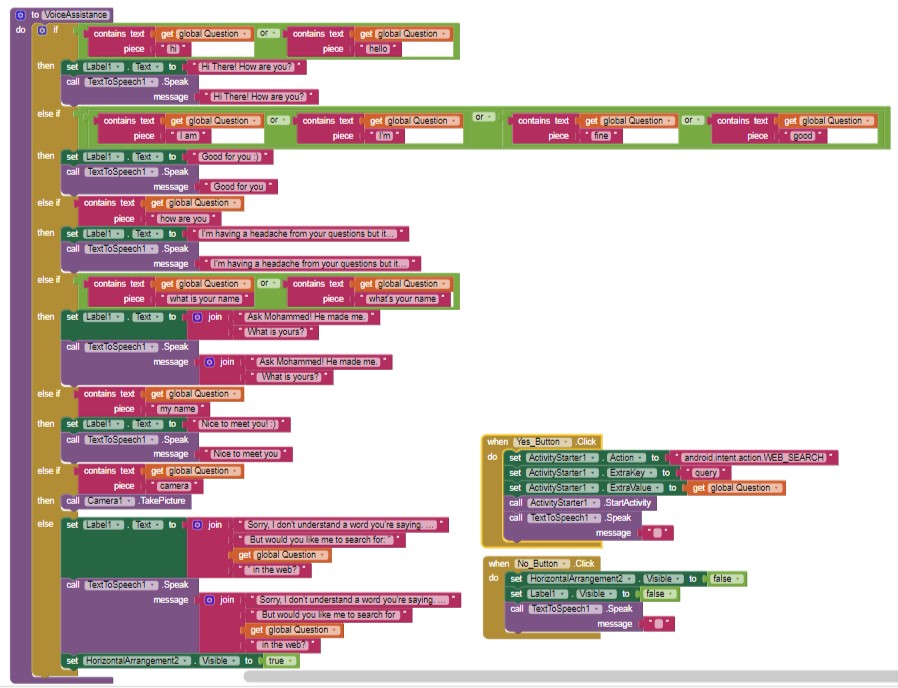 to VoiceAssistance
do if contains text get global Question or contains text get global Question
piece " hi " piece " hello "
then set Label1 . Text to " Hi There! How are you? "
call TextToSpeech1 .Speak
message " Hi There! How are you? "
else if contains text get global Question or contains text get global Question or contains text get global Question or contains text get global Question
piece " I am " piece " I'm " piece " fine " piece " good "
then set Label1 . Text to " Good for you :) "
call TextToSpeech1 .Speak
message " Good for you "
else if contains text get global Question
piece " how are you "
then set Label1 . Text to " I'm having a headache from your questions but it... "
call TextToSpeech1 .Speak
message " I'm having a headache from your questions but it... "
else if contains text get global Question or contains text get global Question
piece " what is your name " piece " what's your name "
then set Label1 . Text to join " Ask Mohammed! He made me. "
" What is yours? "
call TextToSpeech1 .Speak
message join " Ask Mohammed! He made me. "
" What is yours? "
else if contains text get global Question
piece " my name "
then set Label1 . Text to " Nice to meet you! :) "
call TextToSpeech1 .Speak
message " Nice to meet you "
else if contains text get global Question
piece " camera "
then call Camera1 .TakePicture
else set Label1 . Text to join " Sorry, I don't understand a word you're saying. ... "
" But would you like me to search for: "
get global Question
" in the web? "
call TextToSpeech1 .Speak
message join " Sorry, I don't understand a word you're saying. ... "
" But would you like me to search for "
get global Question
" in the web? "
set HorizontalArrangement2 . Visible to true
when Yes_Button .Click
do set ActivityStarter1 . Action to " android.intent.action.WEB_SEARCH "
set ActivityStarter1 . ExtraKey to " query "
set ActivityStarter1 . ExtraValue to get global Question
call ActivityStarter1 .StartActivity
call TextToSpeech1 .Speak
message " "
when No_Button .Click
do set HorizontalArrangement2 . Visible to false
set Label1 . Visible to false
call TextToSpeech1 .Speak
message " "